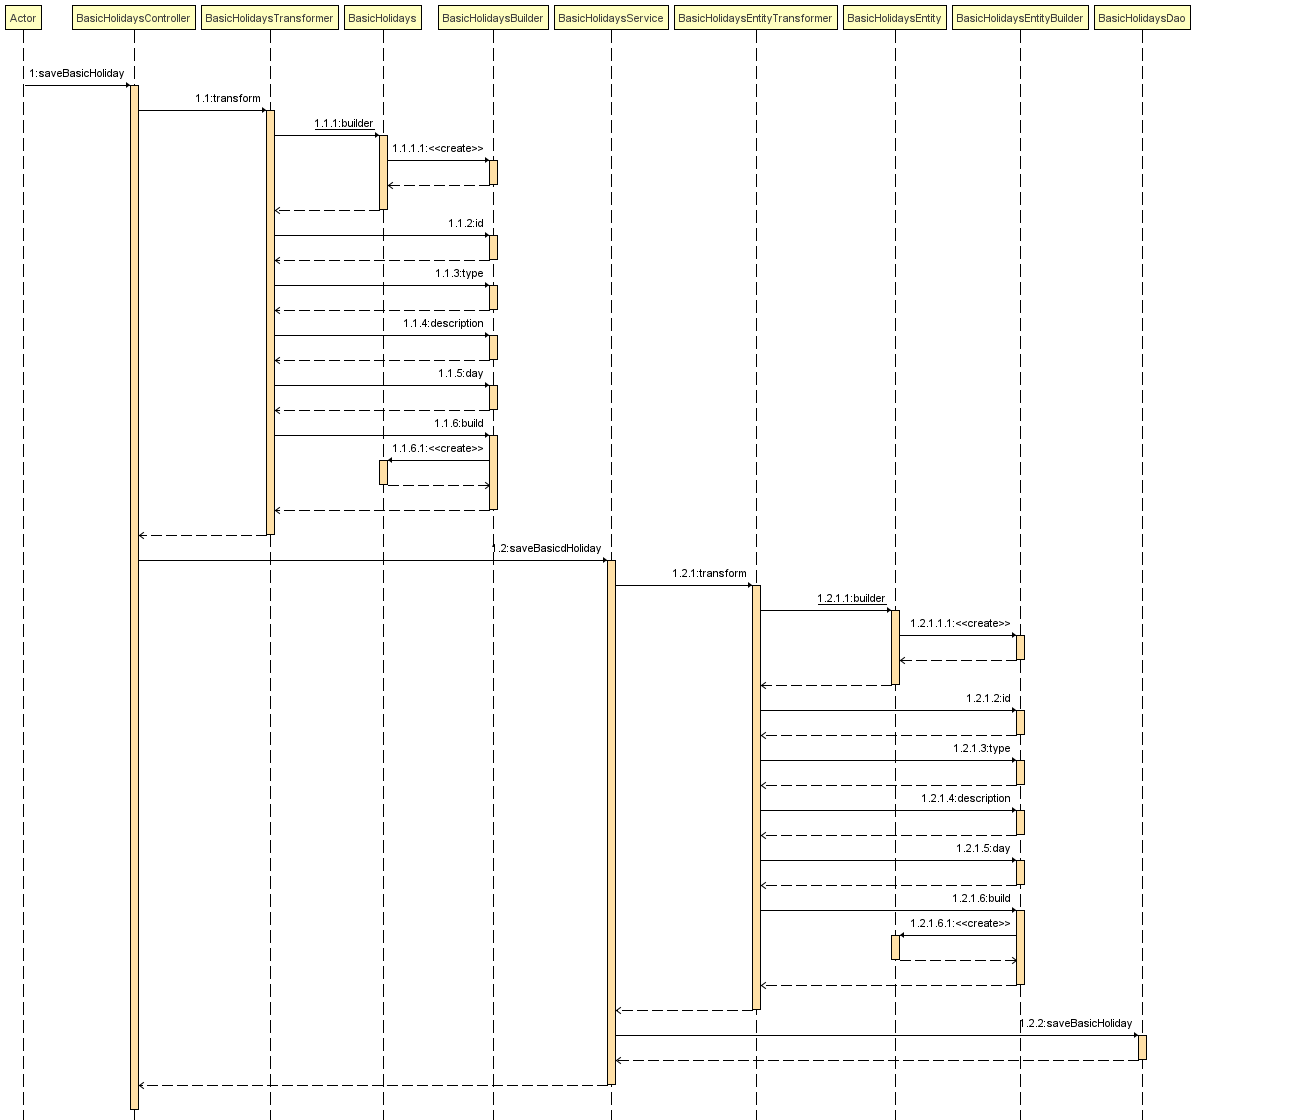 Actor
BasicHolidaysController
BasicHolidaysTransformer
BasicHolidays
BasicHolidaysBuilder
BasicHolidaysService
BasicHolidaysEntityTransformer
BasicHolidaysEntity
BasicHolidaysEntityBuilder
BasicHolidaysDao
1:saveBasicHoliday
1.1:transform
1.1.1:builder
1.1.1.1:<<create>>
1.1.2:id
1.1.3:type
1.1.4:description
1.1.5:day
1.1.6:build
1.1.6.1:<<create>>
1.2:saveBasicdHoliday
1.2.1:transform
1.2.1.1:builder
1.2.1.1.1:<<create>>
1.2.1.2:id
1.2.1.3:type
1.2.1.4:description
1.2.1.5:day
1.2.1.6:build
1.2.1.6.1:<<create>>
1.2.2:saveBasicHoliday